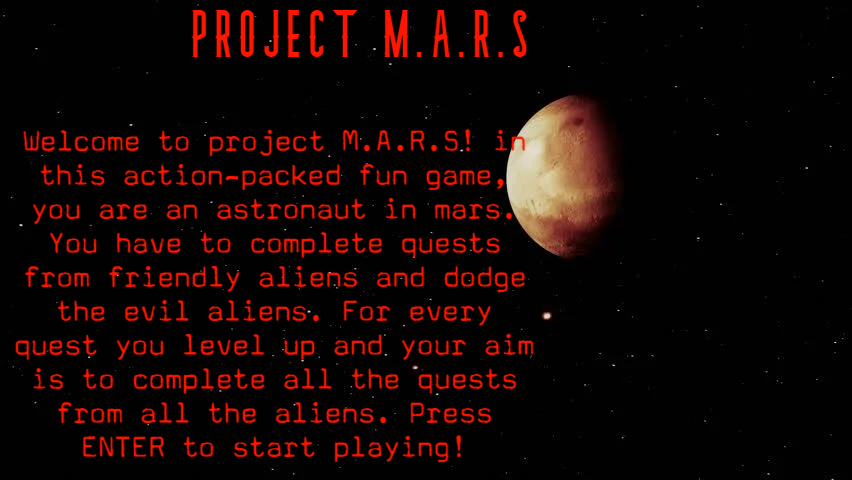 PROJECT M.A.R.S
Welcome to project M.A.R.S! in
this action-packed fun game,
you are an astronaut in mars.
You have to complete quests
from friendly aliens and dodge
the evil aliens. For every
quest you level up and your aim
is to complete all the quests
from all the aliens. Press
ENTER to start playing!